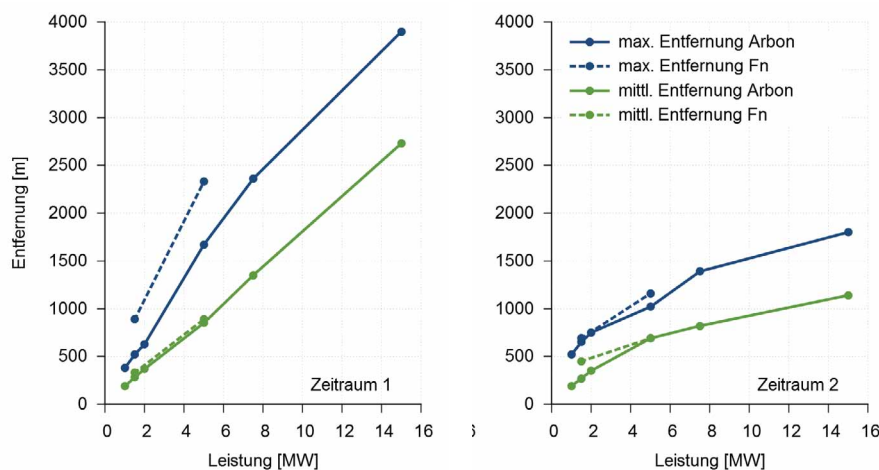 4000
3500
3000
2500
2000
1500
1000
500
0
Entfernung [m]
Zeitraum 1
0 2 4 6 8 10 12 14 16
Leistung [MW]
4000
3500
3000
2500
2000
1500
1000
500
0
max. Entfernung Arbon
max. Entfernung Fn
mittl. Entfernung Arbon
mittl. Entfernung Fn
Zeitraum 2
0 2 4 6 8 10 12 14 16
Leistung [MW]